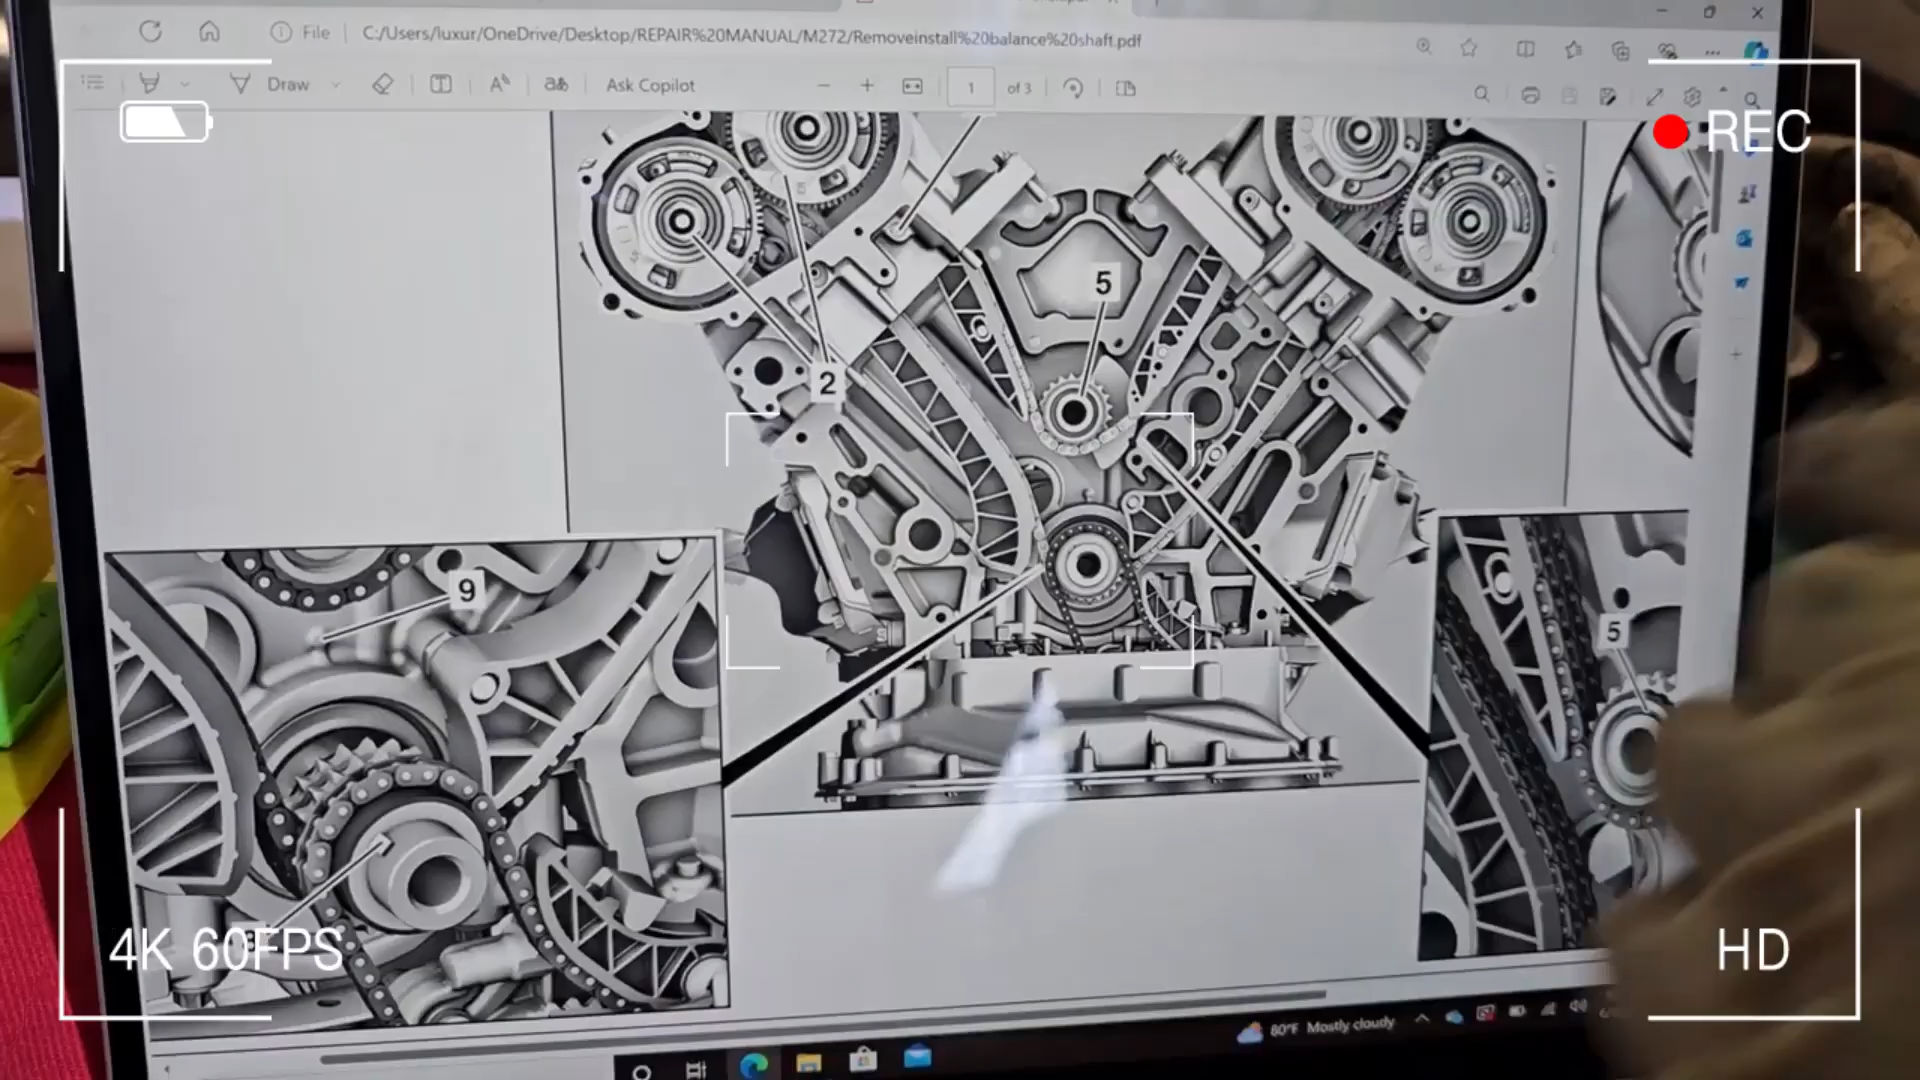 File
C:/Users/luxur/OneDrive/Desktop/REPAIR%20MANUAL/M272/Removeinstall%20balance%20shaft.pdf
Draw
Ask Copilot
1
of 3
REC
5
2
9
5
4K 60FPS
HD
80°F Mostly cloudy